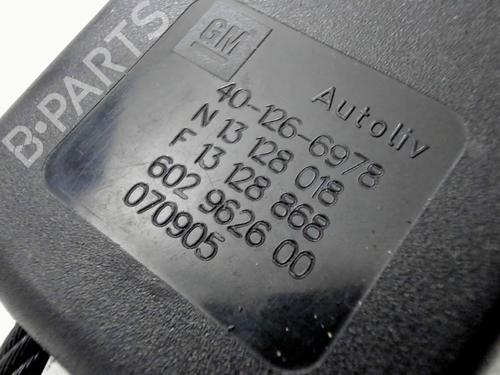 B-PARTS
GM
Autoliv
40-126-6978
N 13 128 018
F 13 128 868
602 9626 00
070905